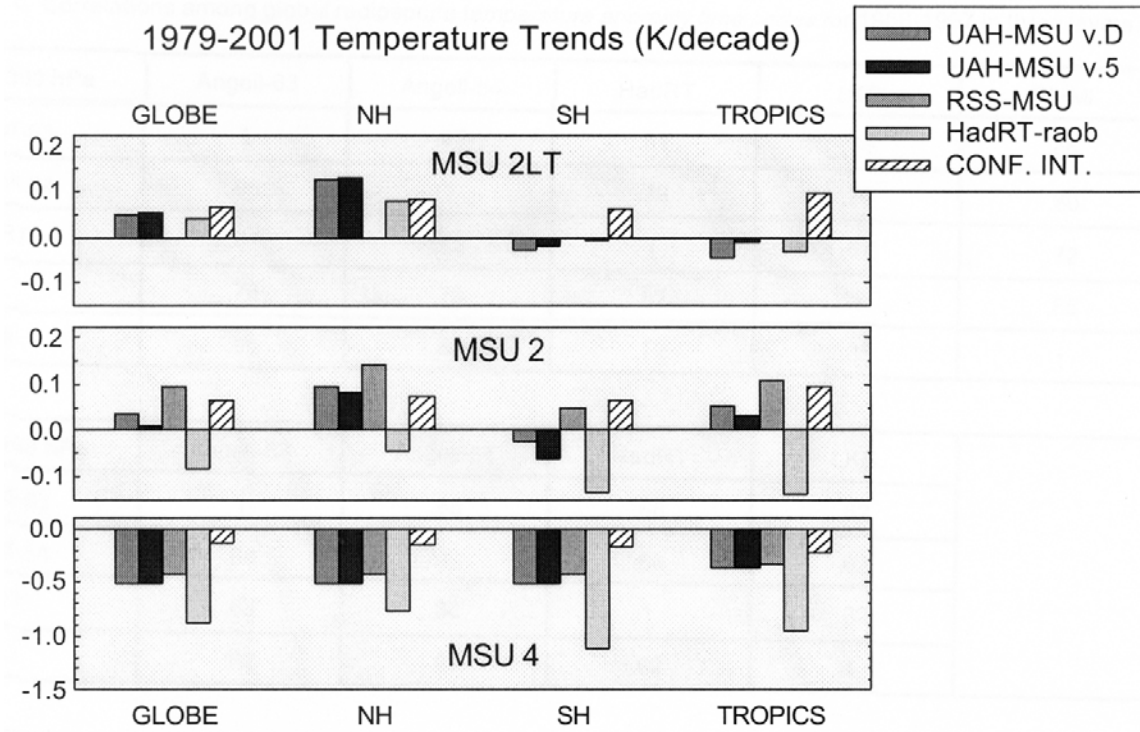 1979-2001 Temperature Trends (K/decade)
UAH-MSU v.D
UAH-MSU v.5
RSS-MSU
HadRT-raob
CONF. INT.
GLOBE NH SH TROPICS
MSU 2LT
0.2
0.1
0.0
-0.1
MSU 2
0.2
0.1
0.0
-0.1
MSU 4
0.0
-0.5
-1.0
-1.5
GLOBE NH SH TROPICS